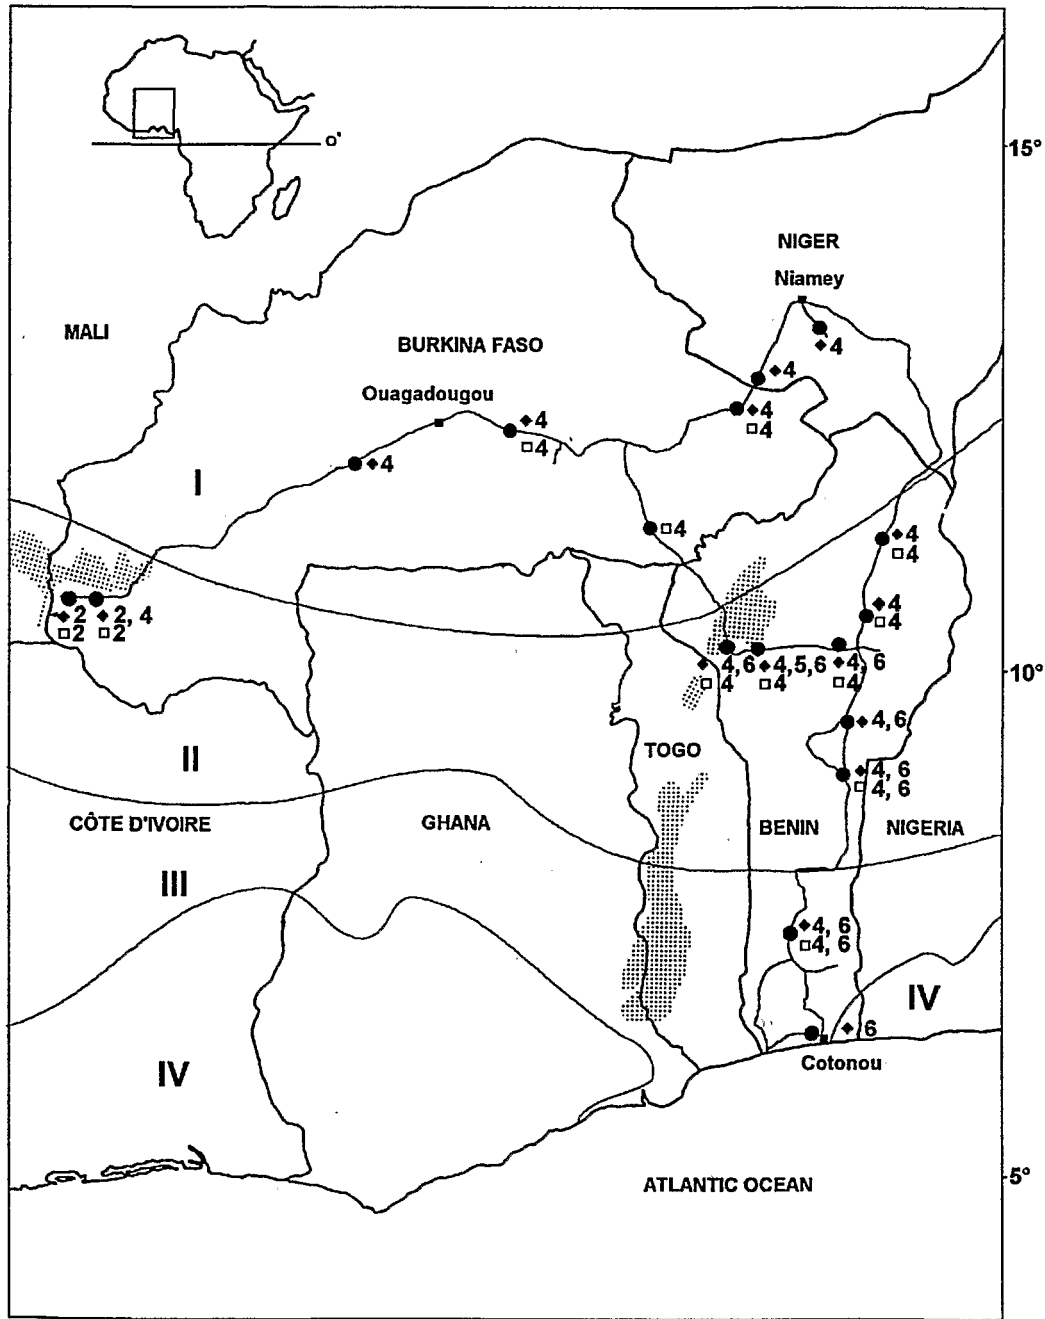 0°
15°
NIGER
Niamey
MALI
BURKINA FASO
◆4
Ouagadougou
◆4
◆4
□4
◆4
□4
◆4
I
□4
◆4
□4
◆2 ◆2, 4
□2 □2
◆4
□4
◆4,6 ◆4,5,6 ◆4, 6
□4 □4 □4
10°
◆4,6
II
TOGO
◆4, 6
□4, 6
CÔTE D'IVOIRE
GHANA
BENIN
NIGERIA
III
◆4, 6
□4, 6
IV
◆6
Cotonou
IV
5°
ATLANTIC OCEAN